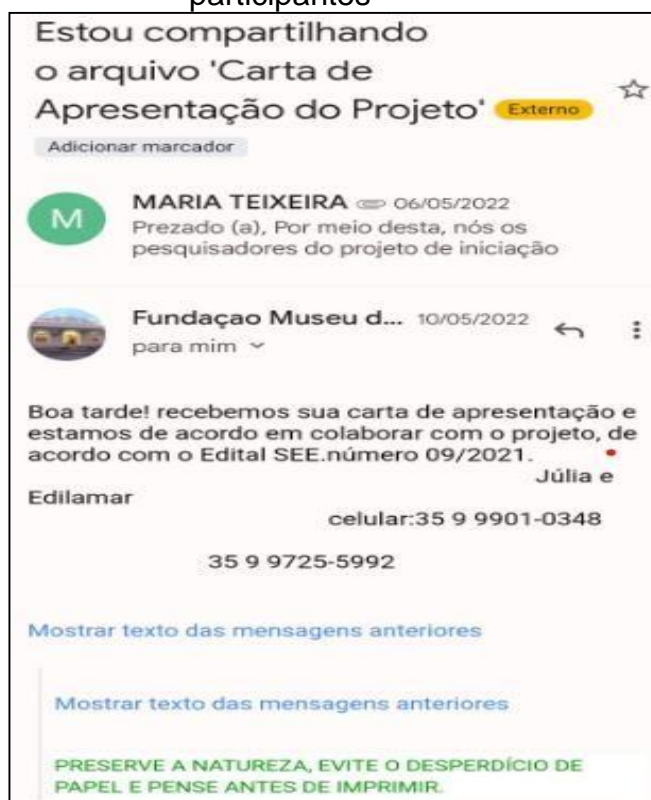 participantes
Estou compartilhando
o arquivo 'Carta de
Apresentação do Projeto' Externo
Adicionar marcador
M
MARIA TEIXEIRA 06/05/2022
Prezado (a), Por meio desta, nós os
pesquisadores do projeto de iniciação
Fundaçao Museu d... 10/05/2022
para mim
Boa tarde! recebemos sua carta de apresentação e
estamos de acordo em colaborar com o projeto, de
acordo com o Edital SEE.número 09/2021.
Júlia e
Edilamar
celular:35 9 9901-0348
35 9 9725-5992
Mostrar texto das mensagens anteriores
Mostrar texto das mensagens anteriores
PRESERVE A NATUREZA, EVITE O DESPERDÍCIO DE
PAPEL E PENSE ANTES DE IMPRIMIR.